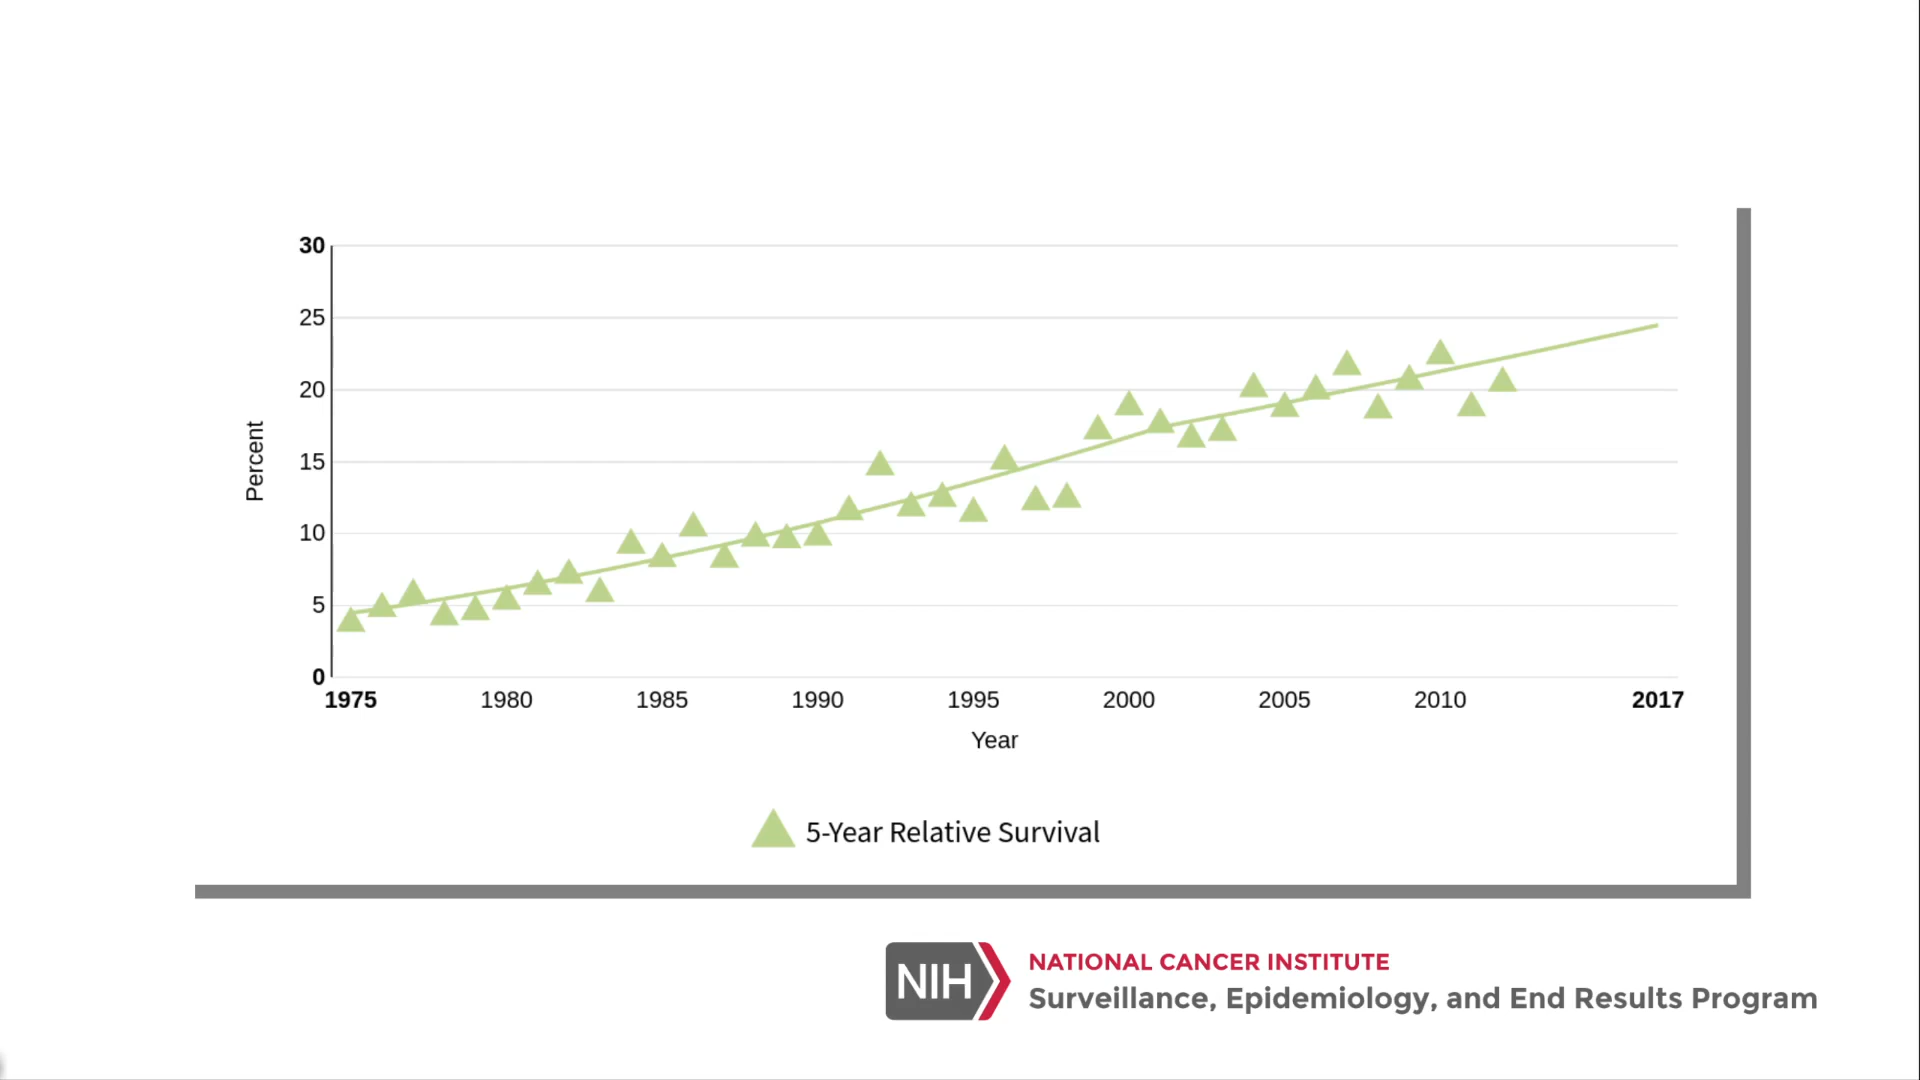 30
25
20
15
10
5
0
Percent
1975 1980 1985 1990 1995 2000 2005 2010 2017
Year
5-Year Relative Survival
NIH
NATIONAL CANCER INSTITUTE
Surveillance, Epidemiology, and End Results Program